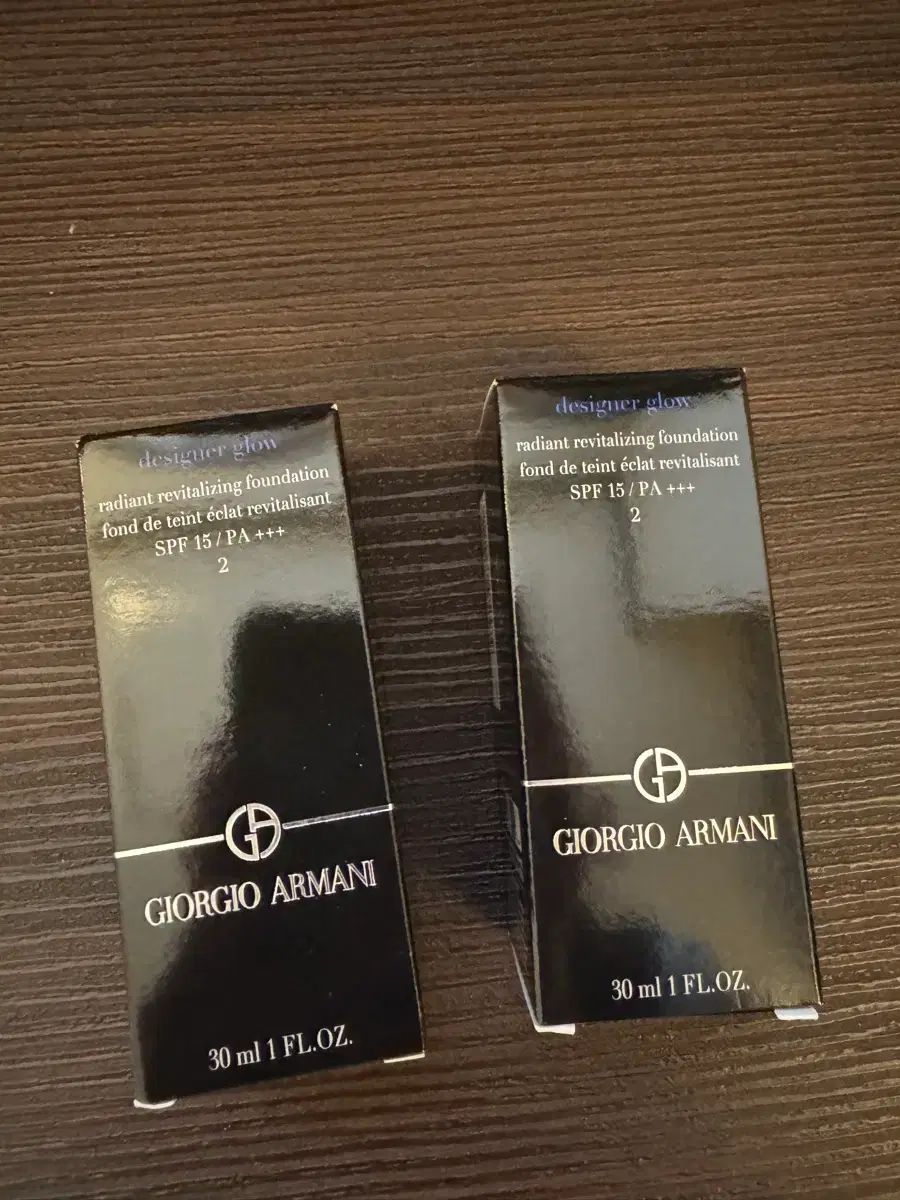 designer glow
radiant revitalizing foundation
fond de teint éclat revitalisant
SPF 15 / PA +++
2
GA
GIORGIO ARMANI
30 ml 1 FL.OZ.
designer glow
radiant revitalizing foundation
fond de teint éclat revitalisant
SPF 15 / PA +++
2
GA
GIORGIO ARMANI
30 ml 1 FL.OZ.